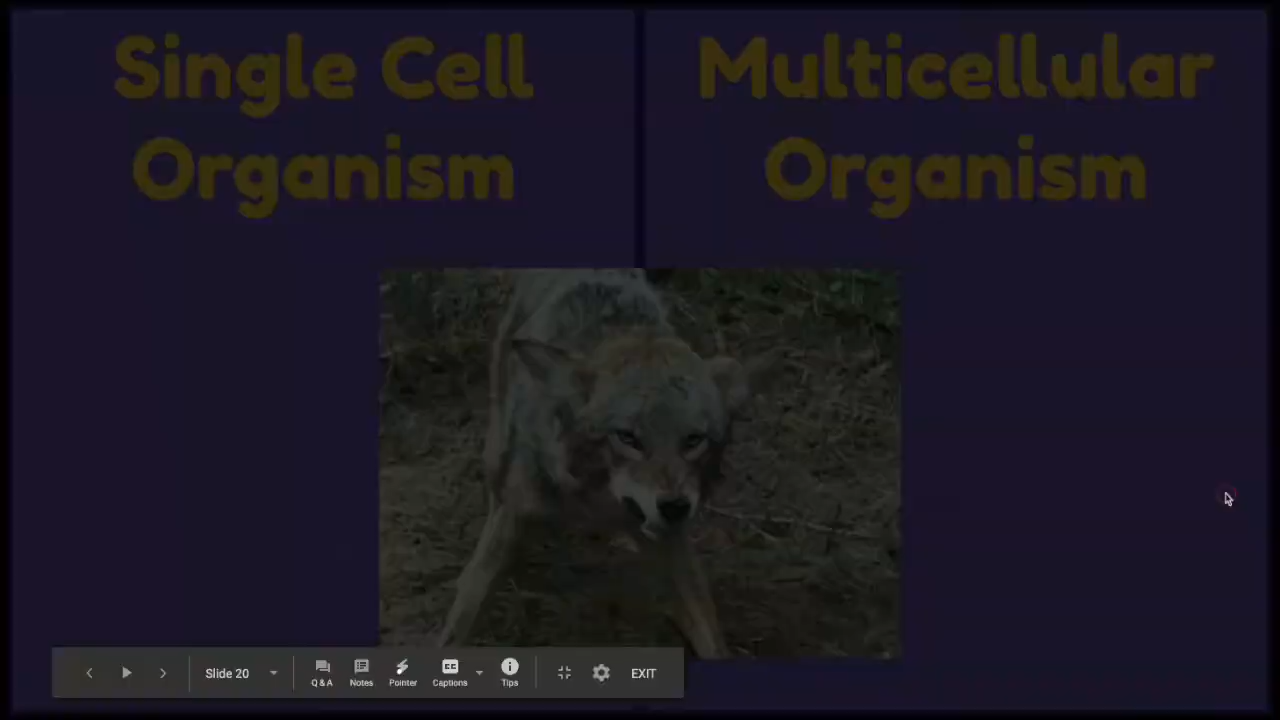 Single Cell
Organism
Multicellular
Organism
Slide 20
Q & A
Notes
Pointer
Captions
Tips
EXIT